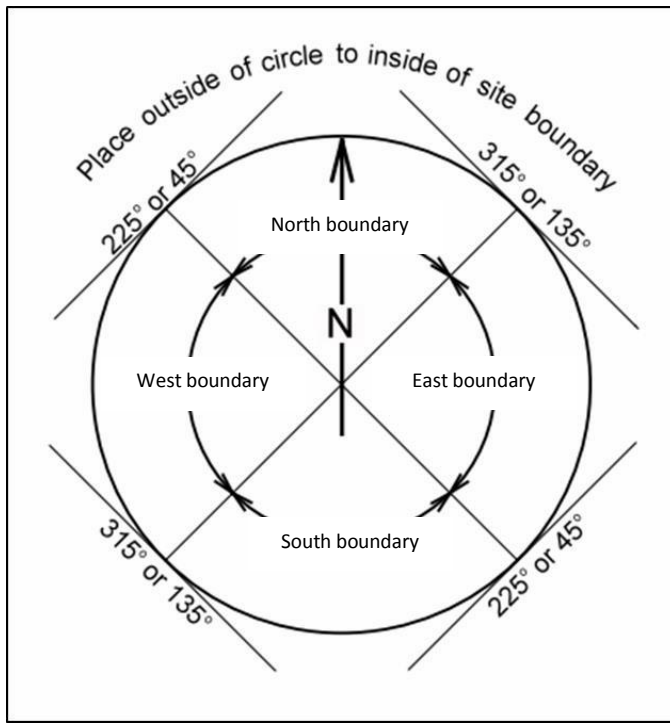 Place outside of circle to inside of site boundary
225° or 45°
315° or 135°
North boundary
N
West boundary
East boundary
South boundary
315° or 135°
225° or 45°